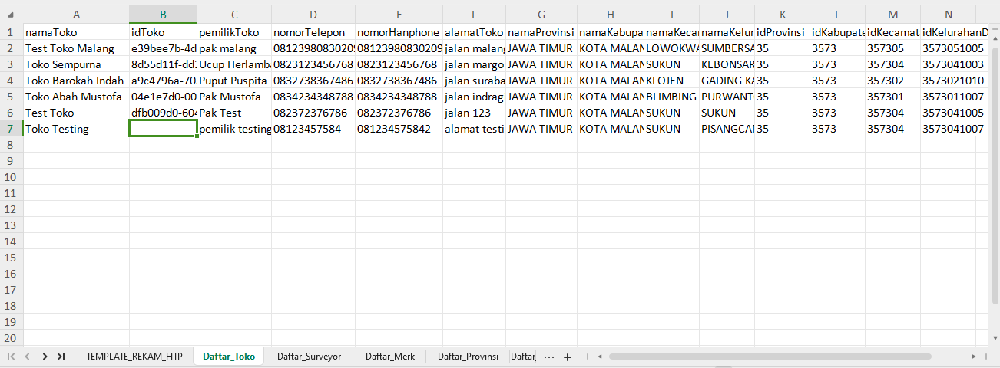 A B C D E F G H I J K L M N
1 namaToko idToko pemilikToko nomorTelepon nomorHanphone alamatToko namaProvinsi namaKabupa namaKecar namaKelur idProvinsi idKabupate idKecamat idKelurahanD
2 Test Toko Malang e39bee7b-4d pak malang 08123980830209 08123980830209 jalan malang JAWA TIMUR KOTA MALAN LOWOKWA SUMBERSA 35 3573 357305 3573051005
3 Toko Sempurna 8d55d11f-dd3 Ucup Herlamba 0823123456768 0823123456768 jalan margo JAWA TIMUR KOTA MALAN SUKUN KEBONSAR 35 3573 357304 3573041003
4 Toko Barokah Indah a9c4796a-70 Puput Puspita 0832738367486 0832738367486 jalan suraba JAWA TIMUR KOTA MALAN KLOJEN GADING KA 35 3573 357302 3573021010
5 Toko Abah Mustofa 04e1e7d0-00 Pak Mustofa 0834234348788 0834234348788 jalan indragi JAWA TIMUR KOTA MALAN BLIMBING PURWANT 35 3573 357301 3573011007
6 Test Toko dfb009d0-604 Pak Test 082372376786 082372376786 jalan 123 JAWA TIMUR KOTA MALAN SUKUN SUKUN 35 3573 357304 3573041005
7 Toko Testing pemilik testing 08123457584 081234575842 alamat testi JAWA TIMUR KOTA MALAN SUKUN PISANGCAN 35 3573 357304 3573041007
8
9
10
11
12
13
14
15
16
17
18
19
20
TEMPLATE_REKAM_HTP Daftar_Toko Daftar_Surveyor Daftar_Merk Daftar_Provinsi Daftar_ ...